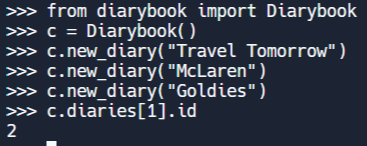 >>> from diarybook import Diarybook
>>> c = Diarybook()
>>> c.new_diary("Travel Tomorrow")
>>> c.new_diary("McLaren")
>>> c.new_diary("Goldies")
>>> c.diaries[1].id
2